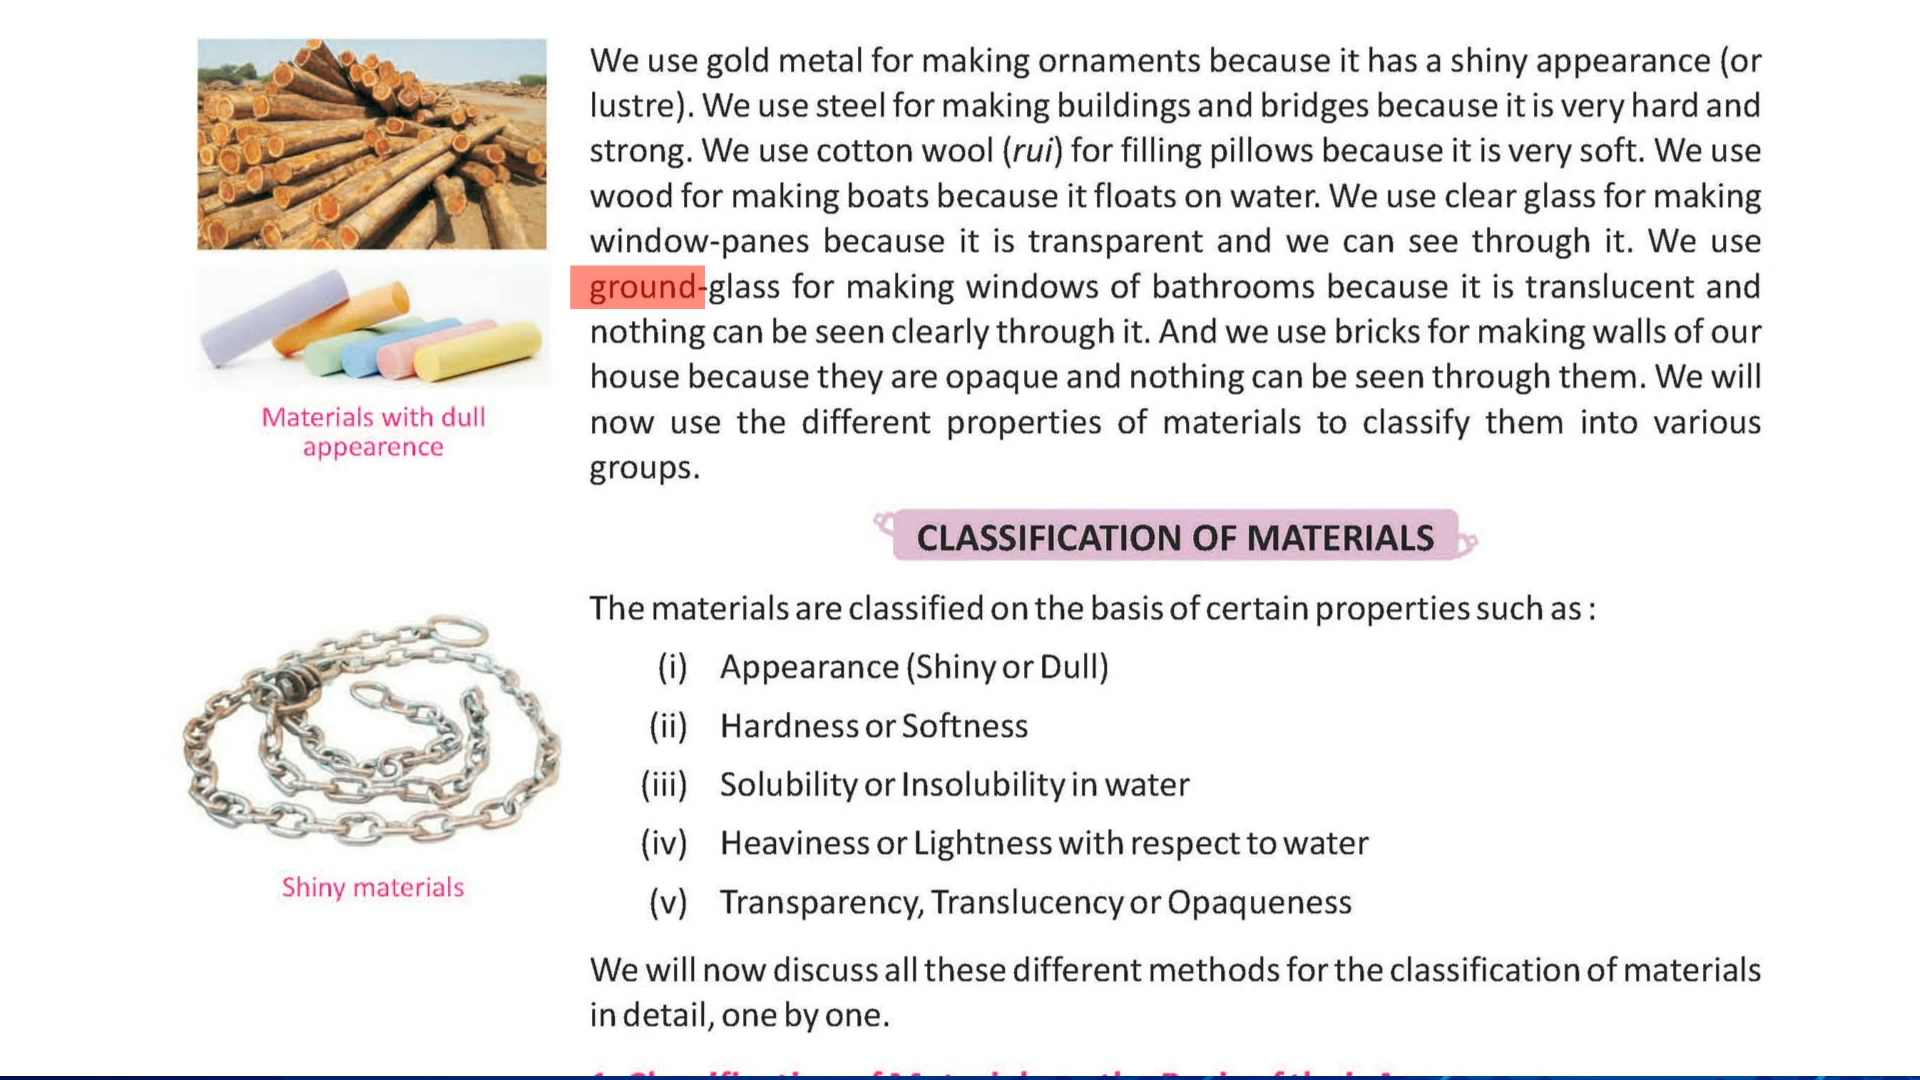 We use gold metal for making ornaments because it has a shiny appearance (or
lustre). We use steel for making buildings and bridges because it is very hard and
strong. We use cotton wool (rui) for filling pillows because it is very soft. We use
wood for making boats because it floats on water. We use clear glass for making
window-panes because it is transparent and we can see through it. We use
ground-glass for making windows of bathrooms because it is translucent and
nothing can be seen clearly through it. And we use bricks for making walls of our
house because they are opaque and nothing can be seen through them. We will
now use the different properties of materials to classify them into various
groups.
Materials with dull
appearence
CLASSIFICATION OF MATERIALS
The materials are classified on the basis of certain properties such as :
(i) Appearance (Shiny or Dull)
(ii) Hardness or Softness
(iii) Solubility or Insolubility in water
(iv) Heaviness or Lightness with respect to water
(v) Transparency, Translucency or Opaqueness
Shiny materials
We will now discuss all these different methods for the classification of materials
in detail, one by one.